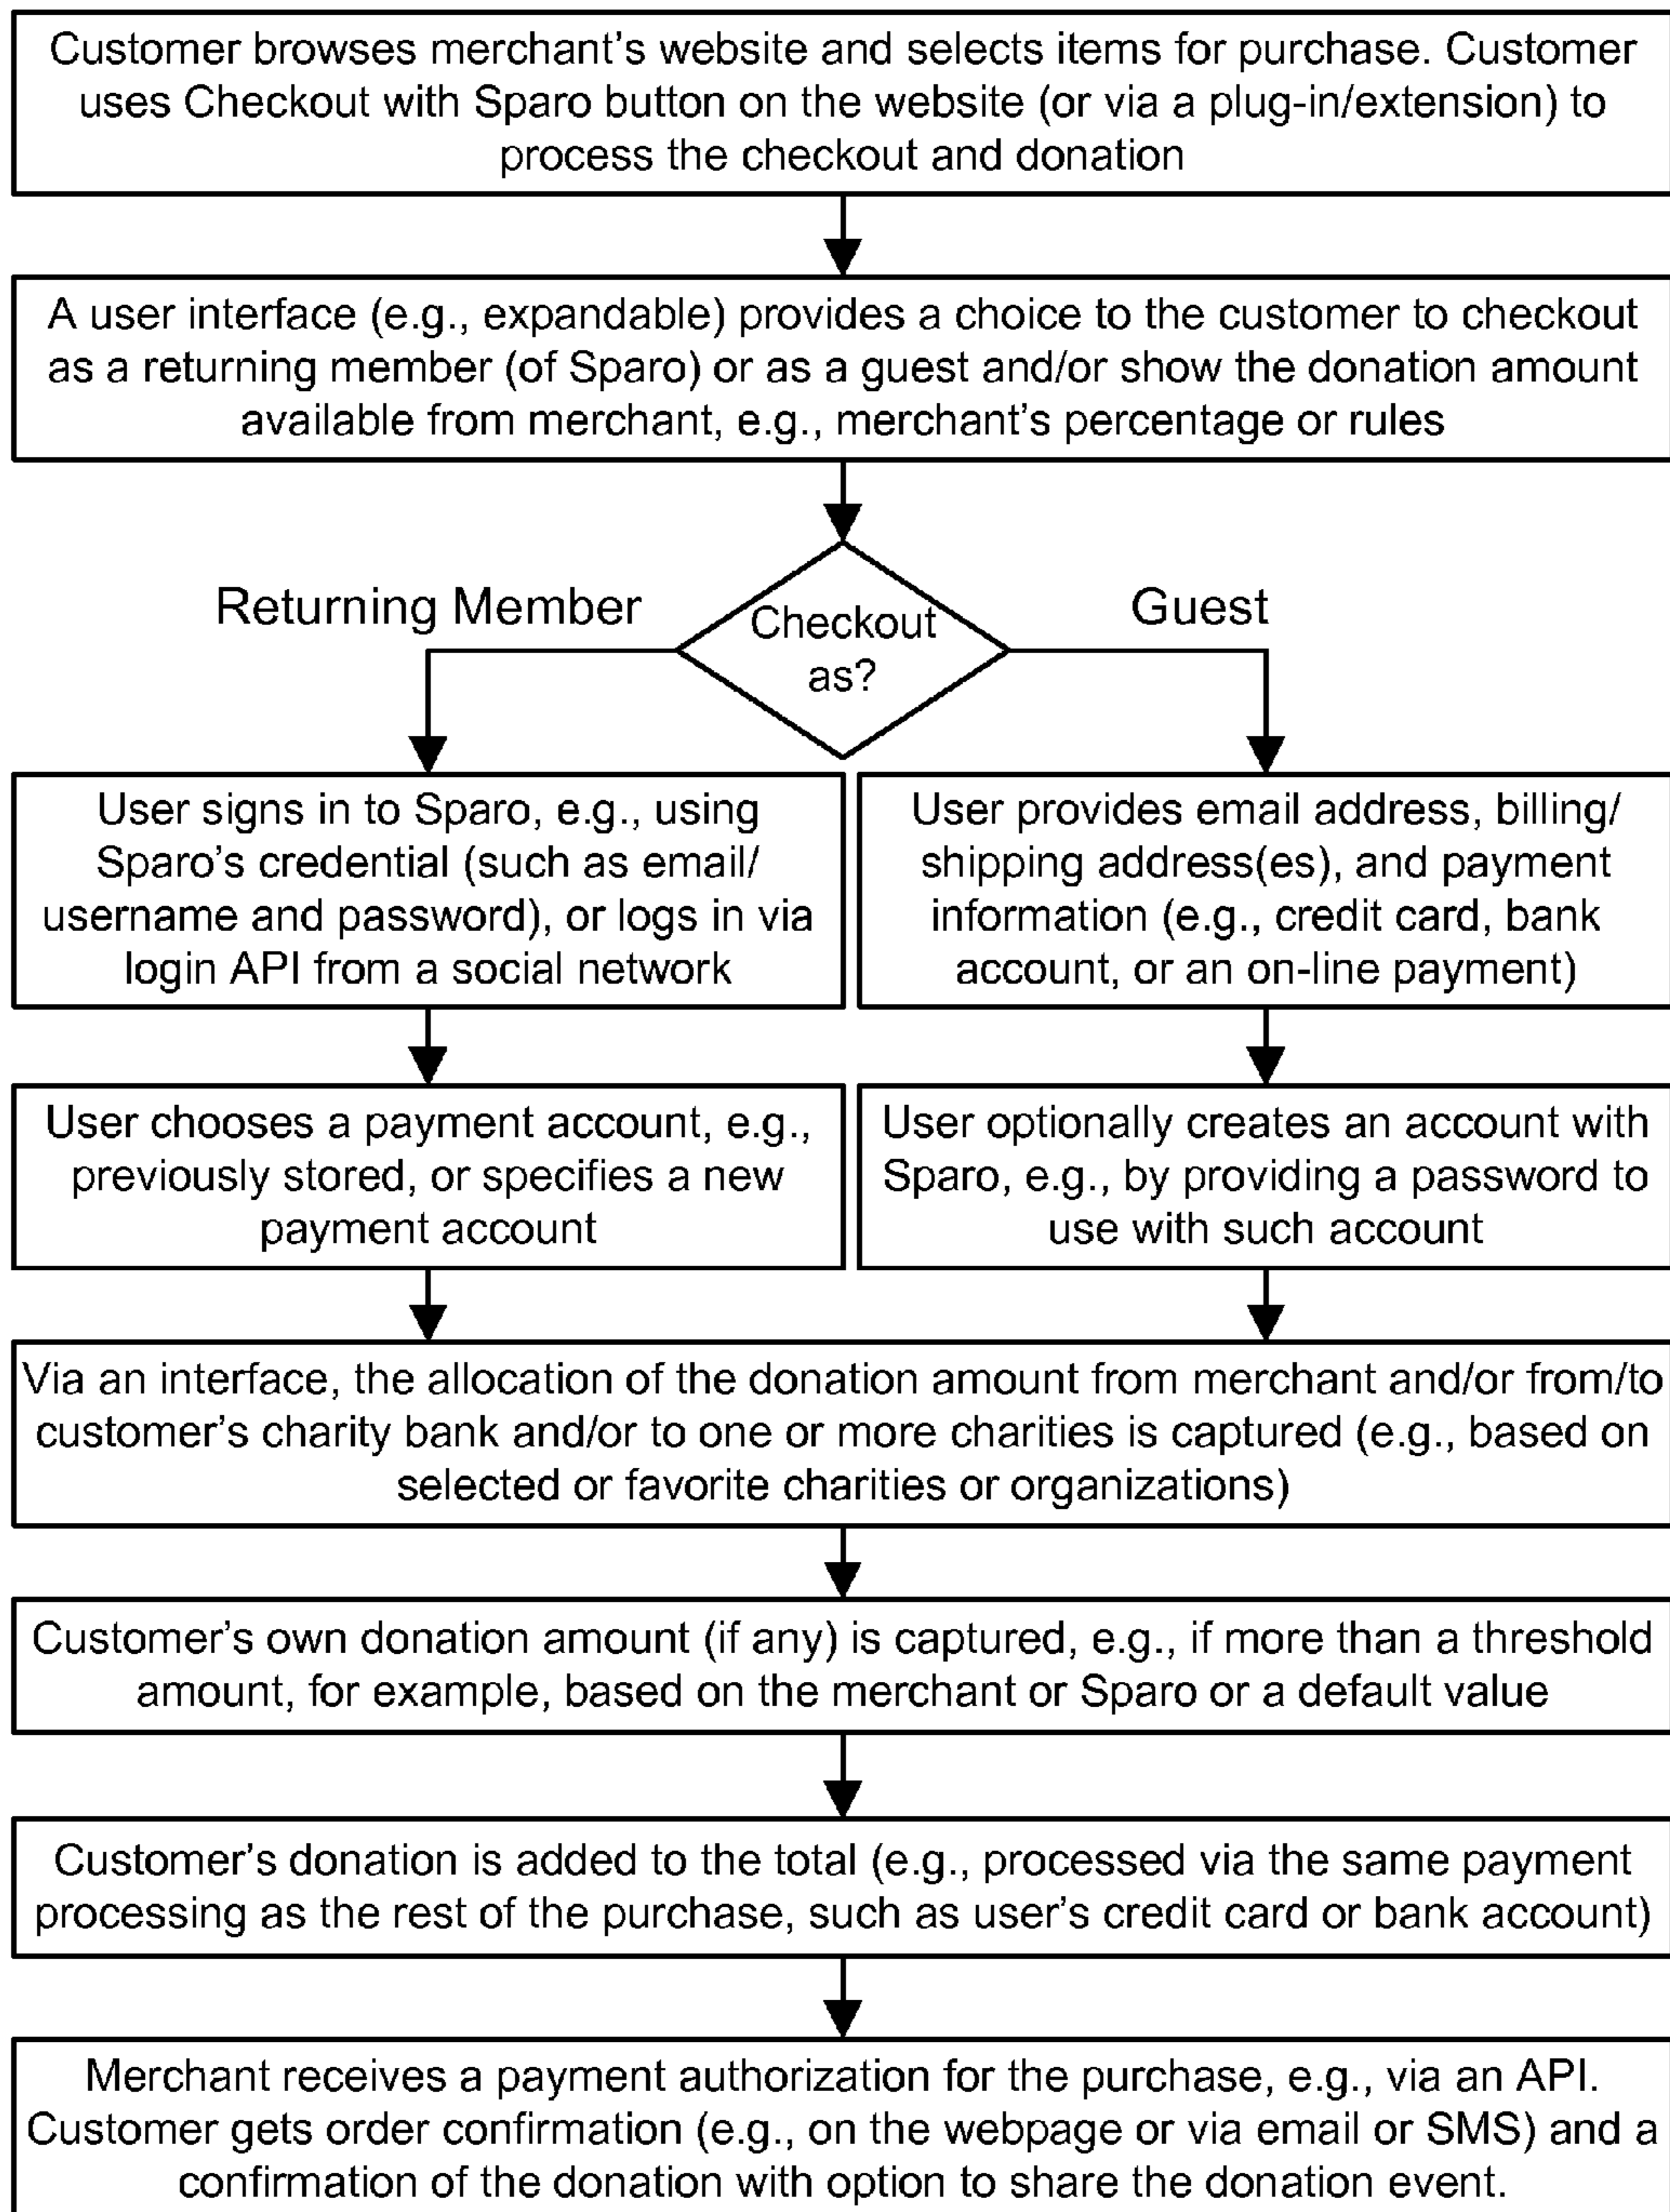 Customer browses merchant's website and selects items for purchase. Customer
uses Checkout with Sparo button on the website (or via a plug-in/extension) to
process the checkout and donation
A user interface (e.g., expandable) provides a choice to the customer to checkout
as a returning member (of Sparo) or as a guest and/or show the donation amount
available from merchant, e.g., merchant's percentage or rules
Returning Member
Checkout
as?
Guest
User signs in to Sparo, e.g., using
Sparo's credential (such as email/
username and password), or logs in via
login API from a social network
User provides email address, billing/
shipping address(es), and payment
information (e.g., credit card, bank
account, or an on-line payment)
User chooses a payment account, e.g.,
previously stored, or specifies a new
payment account
User optionally creates an account with
Sparo, e.g., by providing a password to
use with such account
Via an interface, the allocation of the donation amount from merchant and/or from/to
customer's charity bank and/or to one or more charities is captured (e.g., based on
selected or favorite charities or organizations)
Customer's own donation amount (if any) is captured, e.g., if more than a threshold
amount, for example, based on the merchant or Sparo or a default value
Customer's donation is added to the total (e.g., processed via the same payment
processing as the rest of the purchase, such as user's credit card or bank account)
Merchant receives a payment authorization for the purchase, e.g., via an API.
Customer gets order confirmation (e.g., on the webpage or via email or SMS) and a
confirmation of the donation with option to share the donation event.